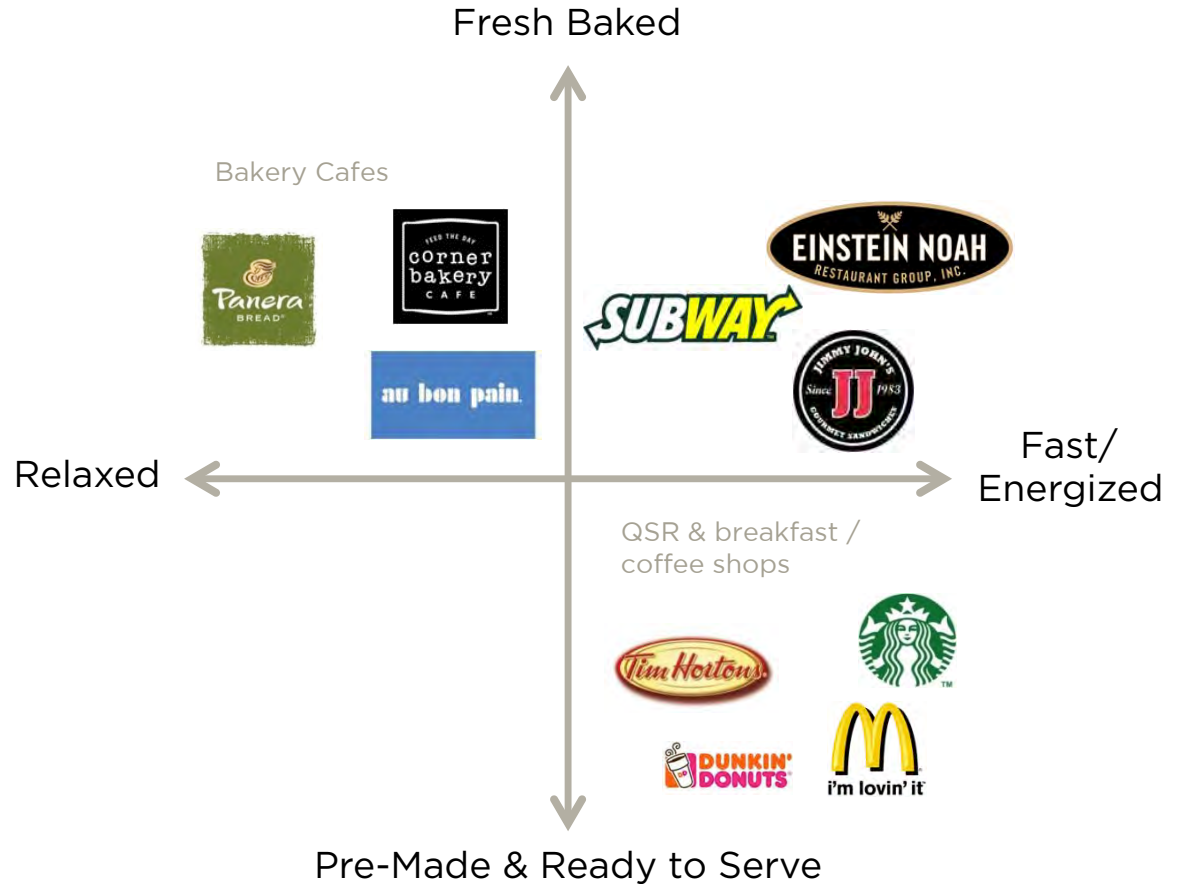 Fresh Baked
Bakery Cafes
Panera
BREAD®
FEED THE DAY
corner
bakery
CAFE
™
au bon pain.
SUBWAY
EINSTEIN NOAH
RESTAURANT GROUP, INC.
JIMMY JOHN'S
Since JJ 1983
GOURMET SANDWICHES
Relaxed
Fast/
Energized
QSR & breakfast /
coffee shops
Tim Hortons
TM
DUNKIN'
DONUTS
i'm lovin' it
Pre-Made & Ready to Serve